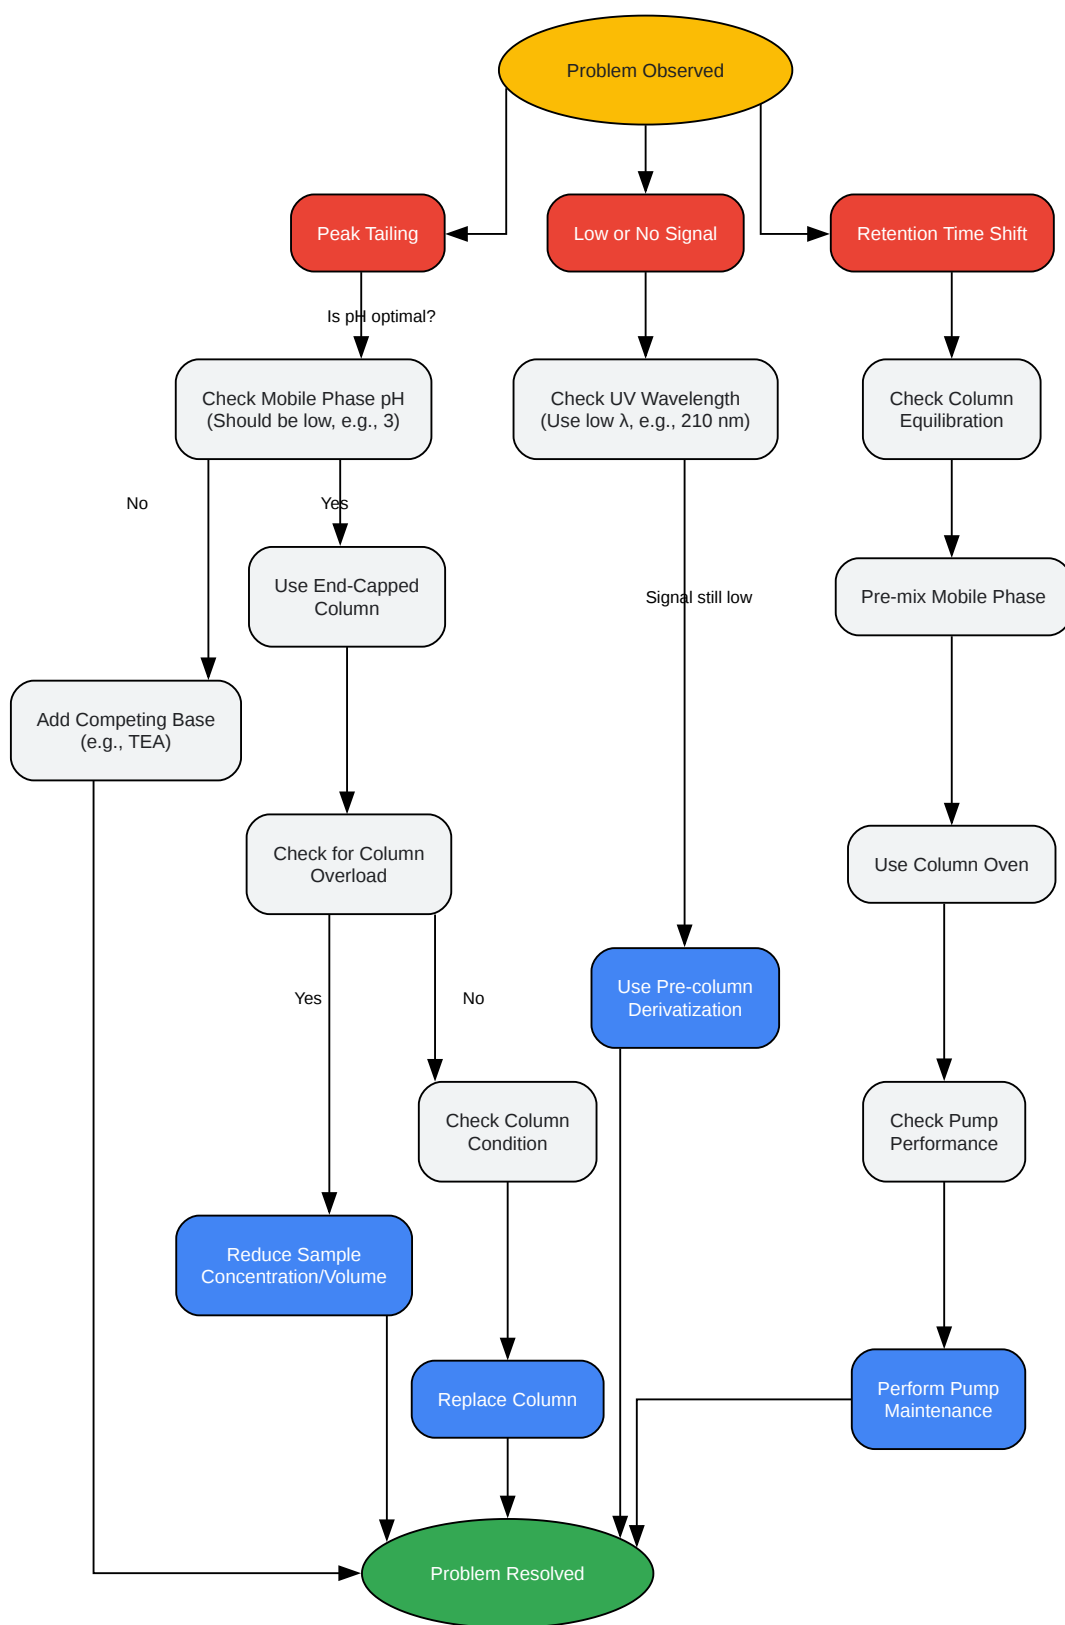 Problem Observed
Peak Tailing
Low or No Signal
Retention Time Shift
Is pH optimal?
Check Mobile Phase pH
(Should be low, e.g., 3)
Check UV Wavelength
(Use low λ, e.g., 210 nm)
Check Column
Equilibration
No
Yes
Use End-Capped
Column
Signal still low
Pre-mix Mobile Phase
Add Competing Base
(e.g., TEA)
Check for Column
Overload
Use Column Oven
Yes
No
Use Pre-column
Derivatization
Check Column
Condition
Check Pump
Performance
Reduce Sample
Concentration/Volume
Replace Column
Perform Pump
Maintenance
Problem Resolved